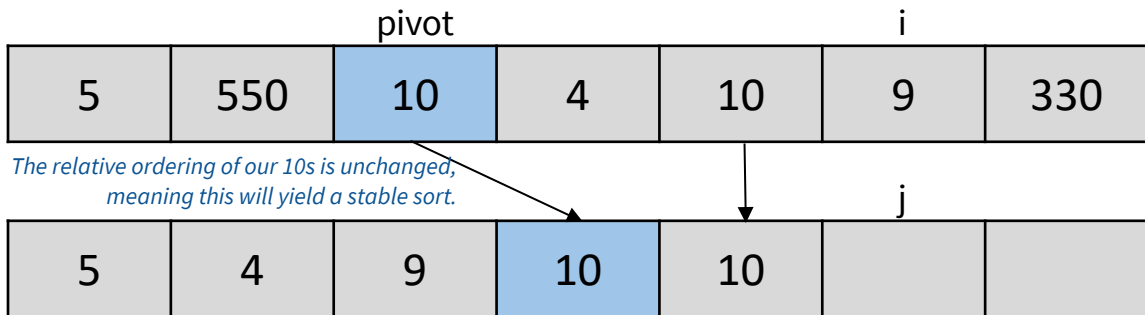 pivot i
5 550 10 4 10 9 330
The relative ordering of our 10s is unchanged,
meaning this will yield a stable sort.
j
5 4 9 10 10